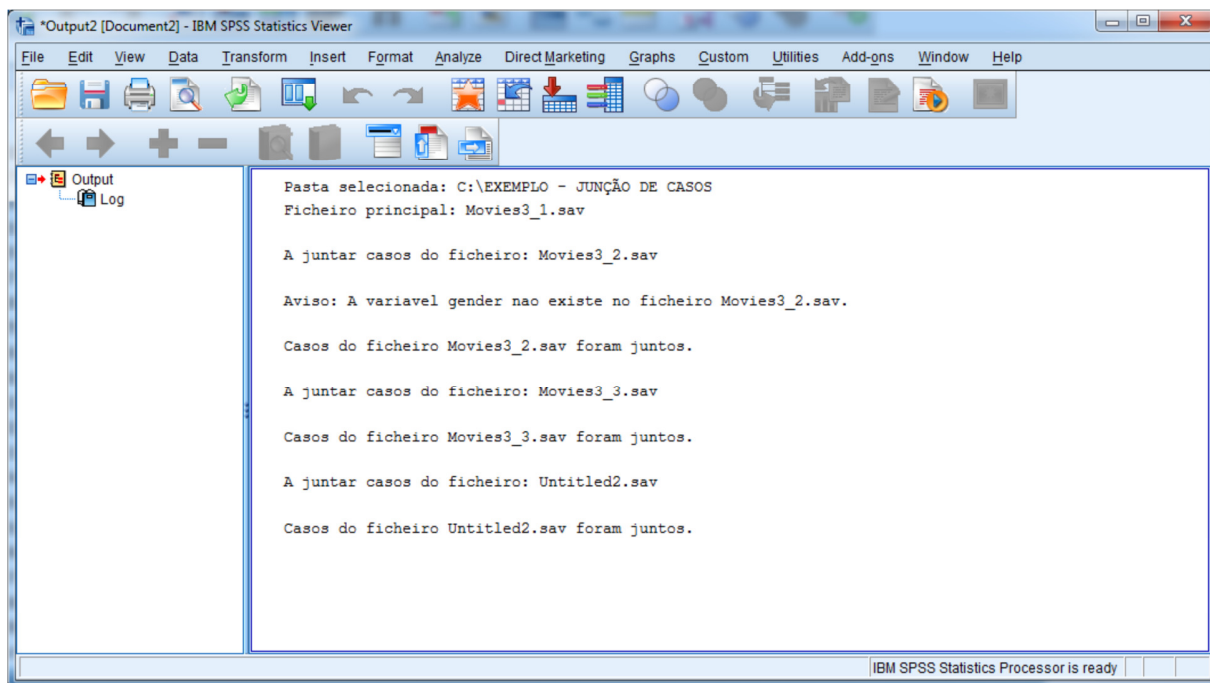 *Output2 [Document2] - IBM SPSS Statistics Viewer
File Edit View Data Transform Insert Format Analyze Direct Marketing Graphs Custom Utilities Add-ons Window Help
Output
Log
Pasta selecionada: C:\EXEMPLO - JUNÇÃO DE CASOS
Ficheiro principal: Movies3_1.sav
A juntar casos do ficheiro: Movies3_2.sav
Aviso: A variavel gender nao existe no ficheiro Movies3_2.sav.
Casos do ficheiro Movies3_2.sav foram juntos.
A juntar casos do ficheiro: Movies3_3.sav
Casos do ficheiro Movies3_3.sav foram juntos.
A juntar casos do ficheiro: Untitled2.sav
Casos do ficheiro Untitled2.sav foram juntos.
IBM SPSS Statistics Processor is ready